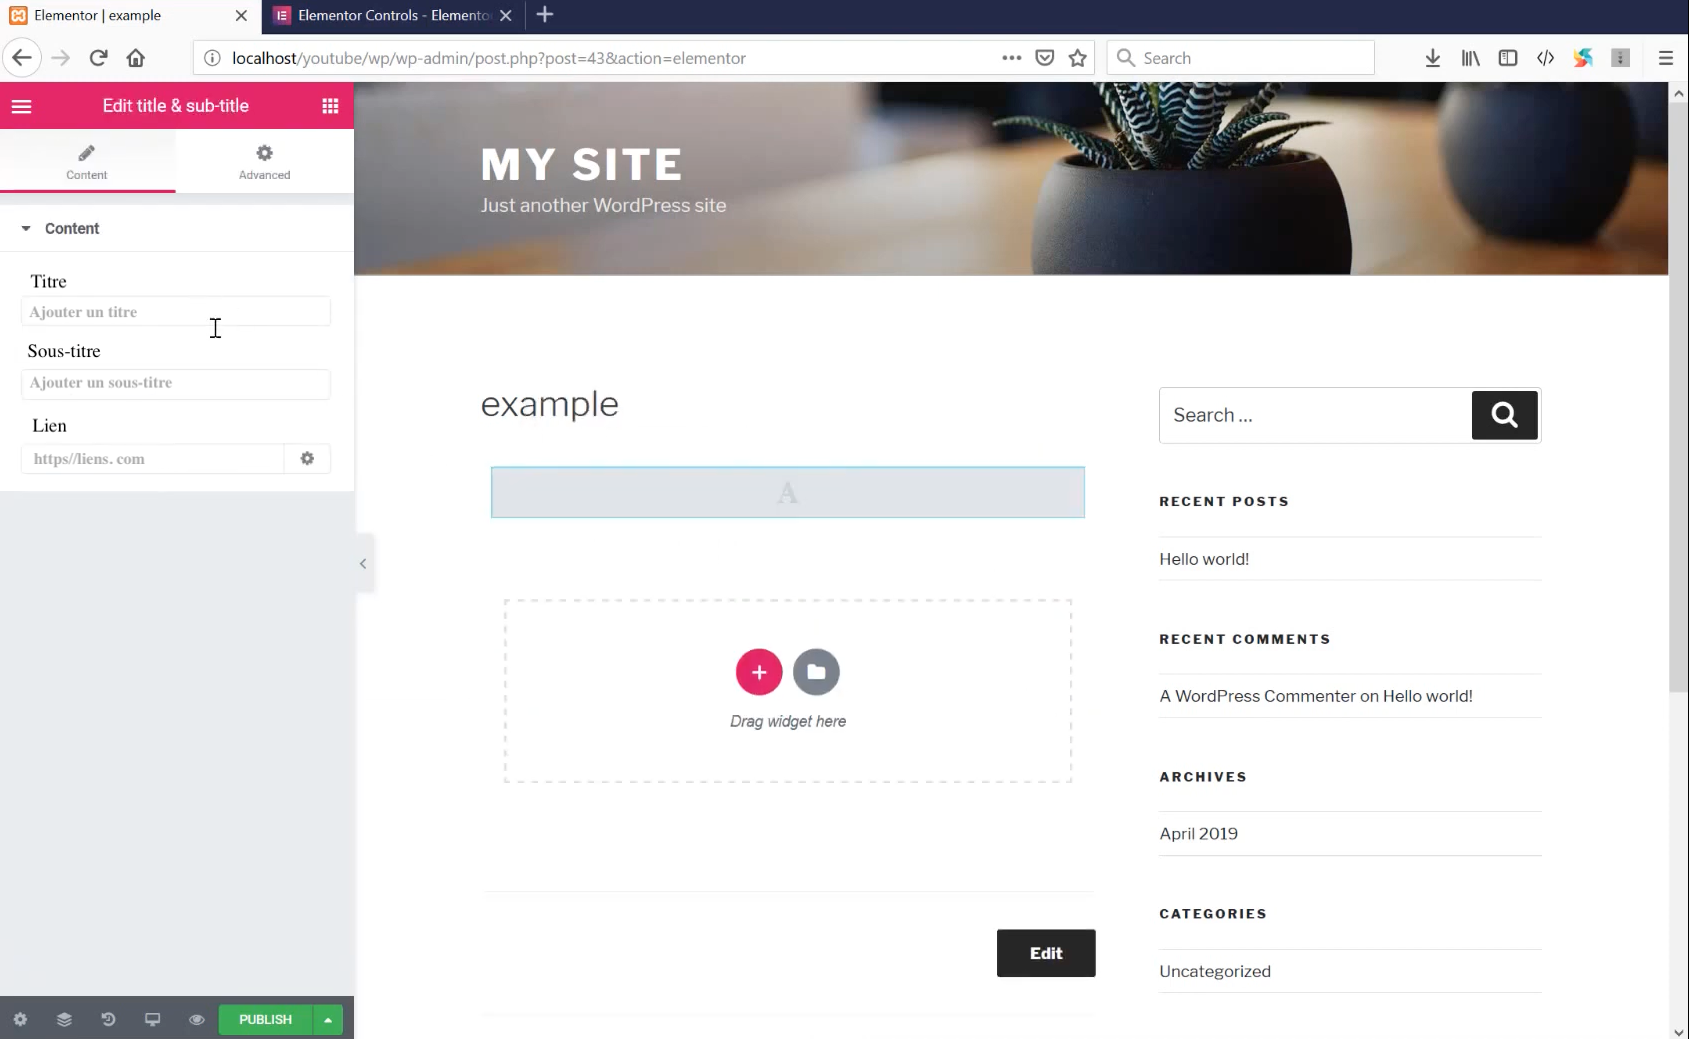 Elementor | example
Elementor Controls - Elemento
localhost/youtube/wp/wp-admin/post.php?post=43&action=elementor
Search
Edit title & sub-title
Content
Advanced
Content
Titre
Ajouter un titre
Sous-titre
Ajouter un sous-titre
Lien
https//liens. com
PUBLISH
MY SITE
Just another WordPress site
example
A
Drag widget here
Edit
Search ...
RECENT POSTS
Hello world!
RECENT COMMENTS
A WordPress Commenter on Hello world!
ARCHIVES
April 2019
CATEGORIES
Uncategorized